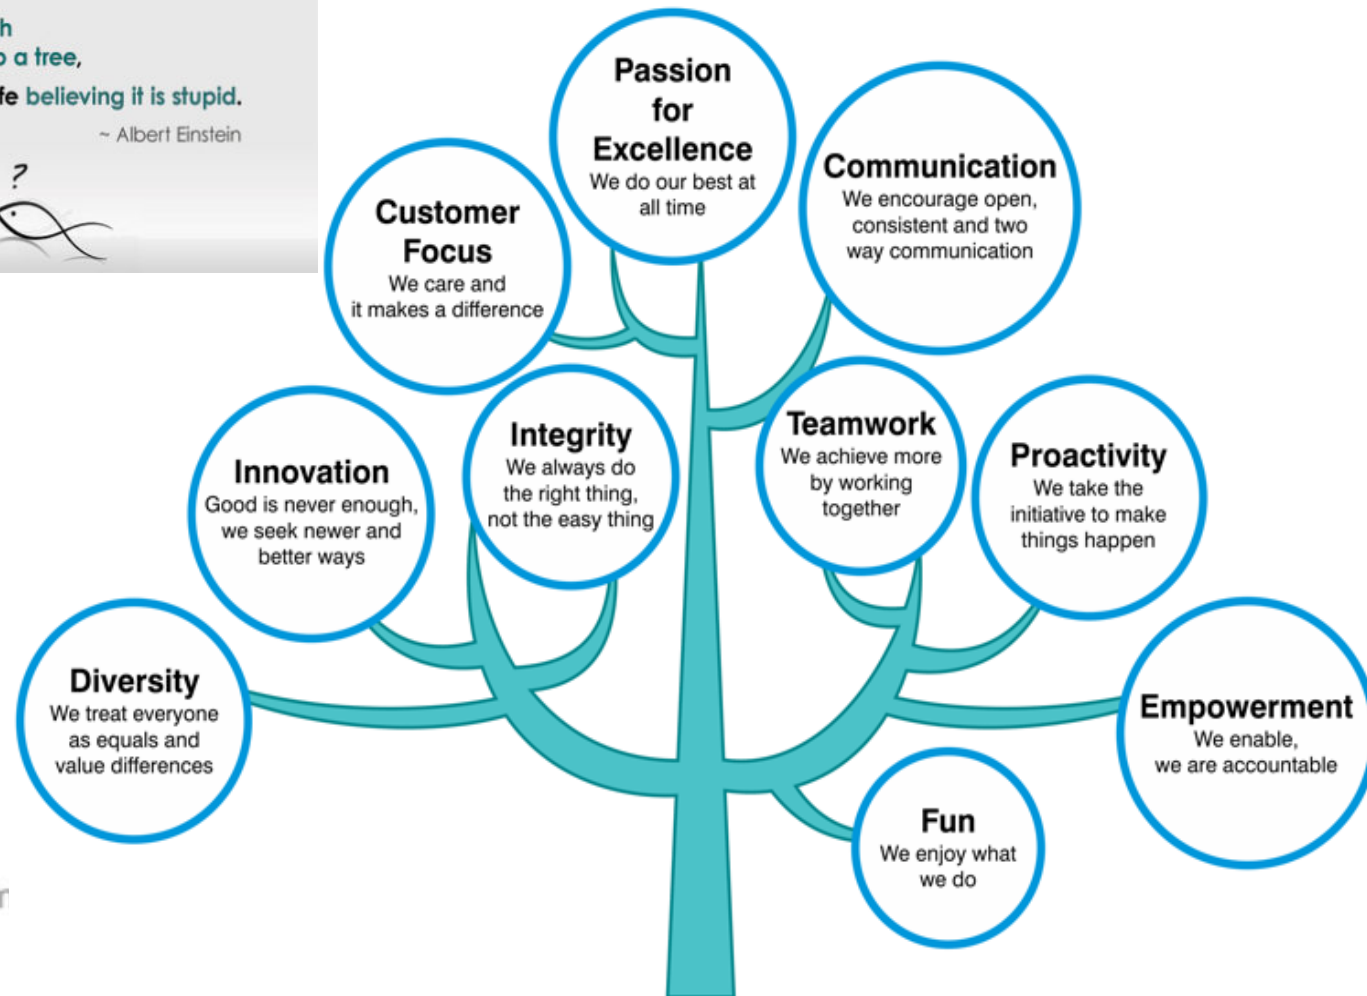 h
o a tree,
fe believing it is stupid.
~ Albert Einstein
?
Passion
for
Excellence
We do our best at
all time
Communication
We encourage open,
consistent and two
way communication
Customer
Focus
We care and
it makes a difference
Integrity
We always do
the right thing,
not the easy thing
Teamwork
We achieve more
by working
together
Innovation
Good is never enough,
we seek newer and
better ways
Proactivity
We take the
initiative to make
things happen
Diversity
We treat everyone
as equals and
value differences
Empowerment
We enable,
we are accountable
Fun
We enjoy what
we do